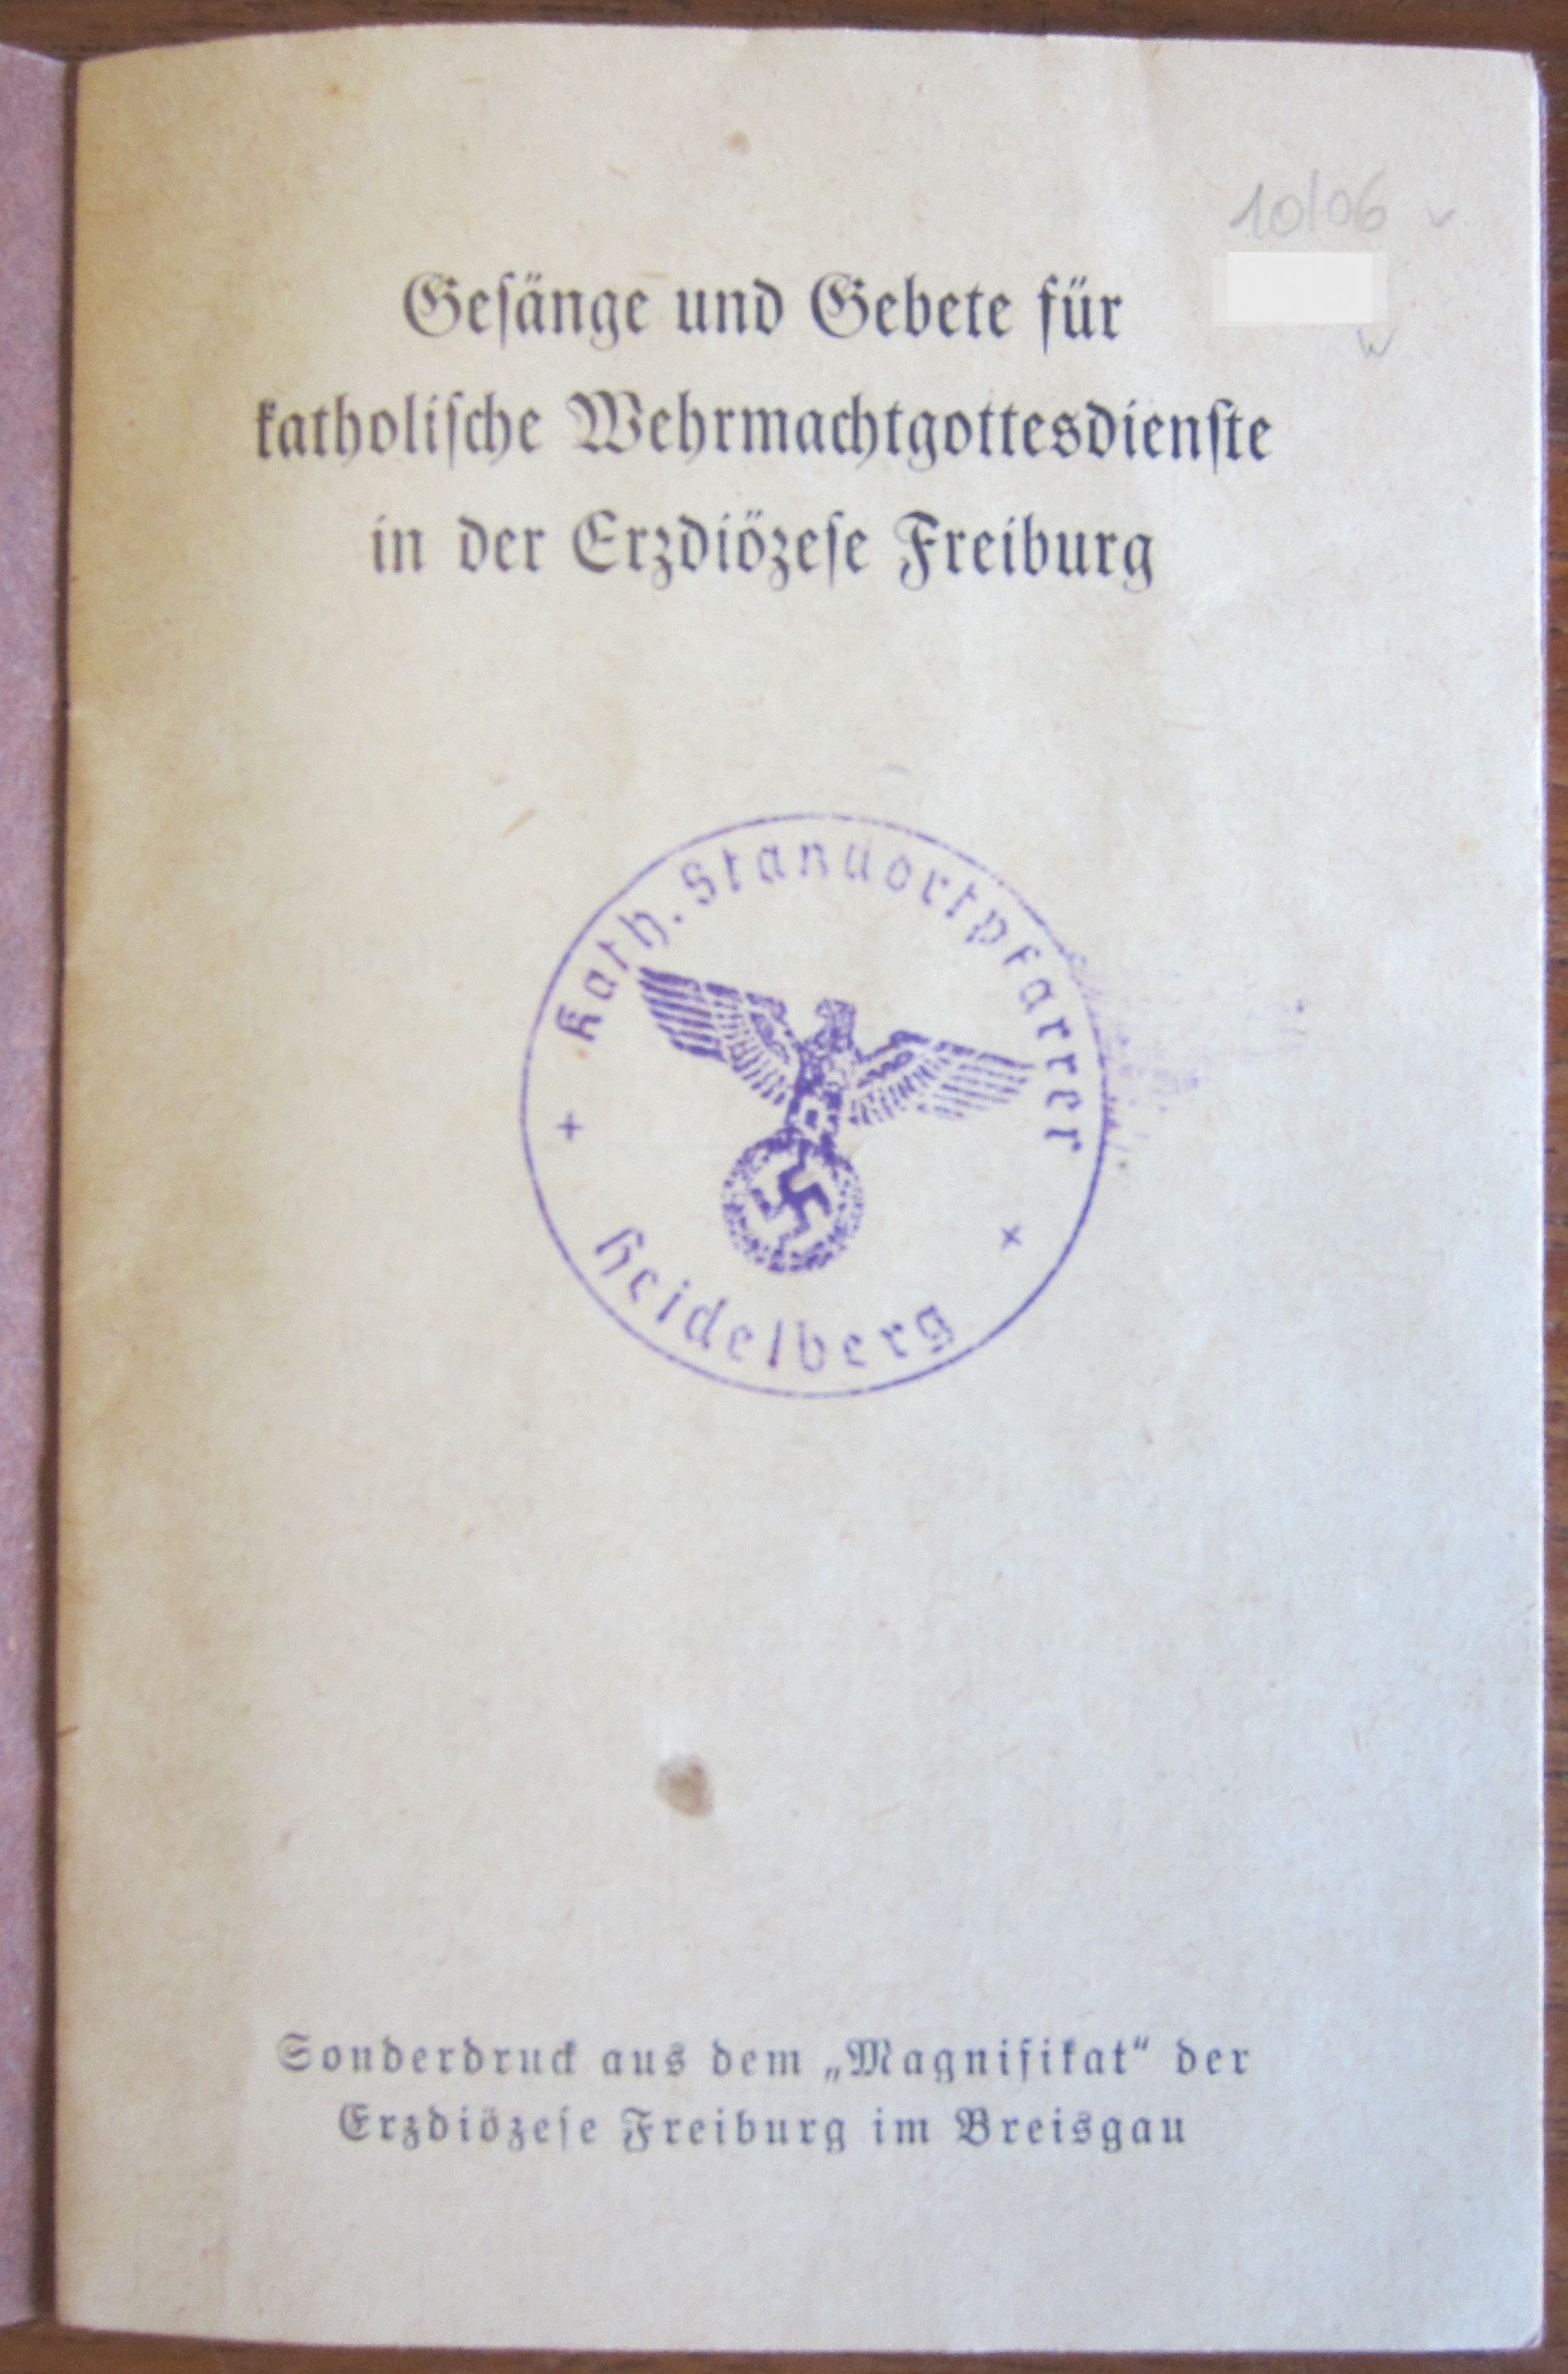 10/06
Gesänge und Gebete für
katholische Wehrmachtgottesdienste
in der Erzdiözese Freiburg
Kath. Standortpfarrer
Heidelberg
Sonderdruck aus dem „Magnifikat“ der
Erzdiözese Freiburg im Breisgau